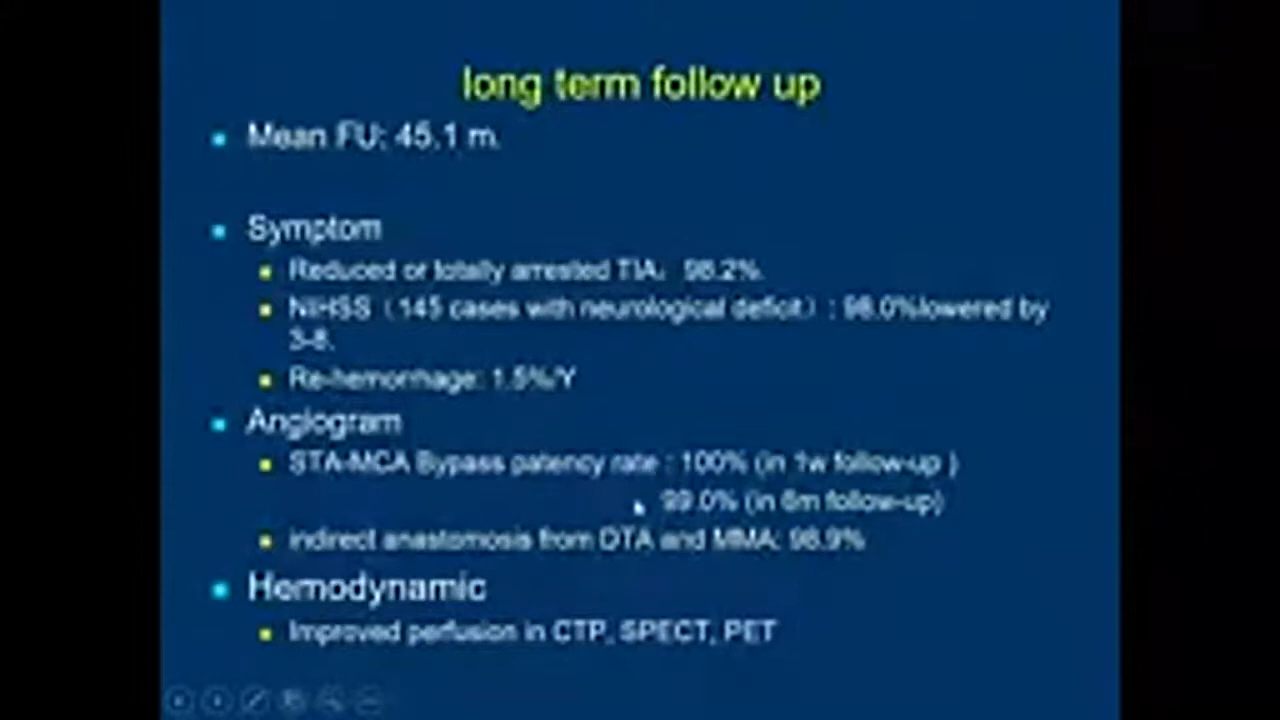 long term follow up
Mean FU: 45.1 m.
Symptom
Reduced or totally arrested TIA: 98.2%.
NIHSS (145 cases with neurological deficit) : 98.0%lowered by
3-8.
Re-hemorrhage: 1.5%/Y
Angiogram
STA-MCA Bypass patency rate : 100% (in 1w follow-up )
99.0% (in 6m follow-up)
indirect anastomosis from DTA and MMA: 98.9%
Hemodynamic
Improved perfusion in CTP, SPECT, PET